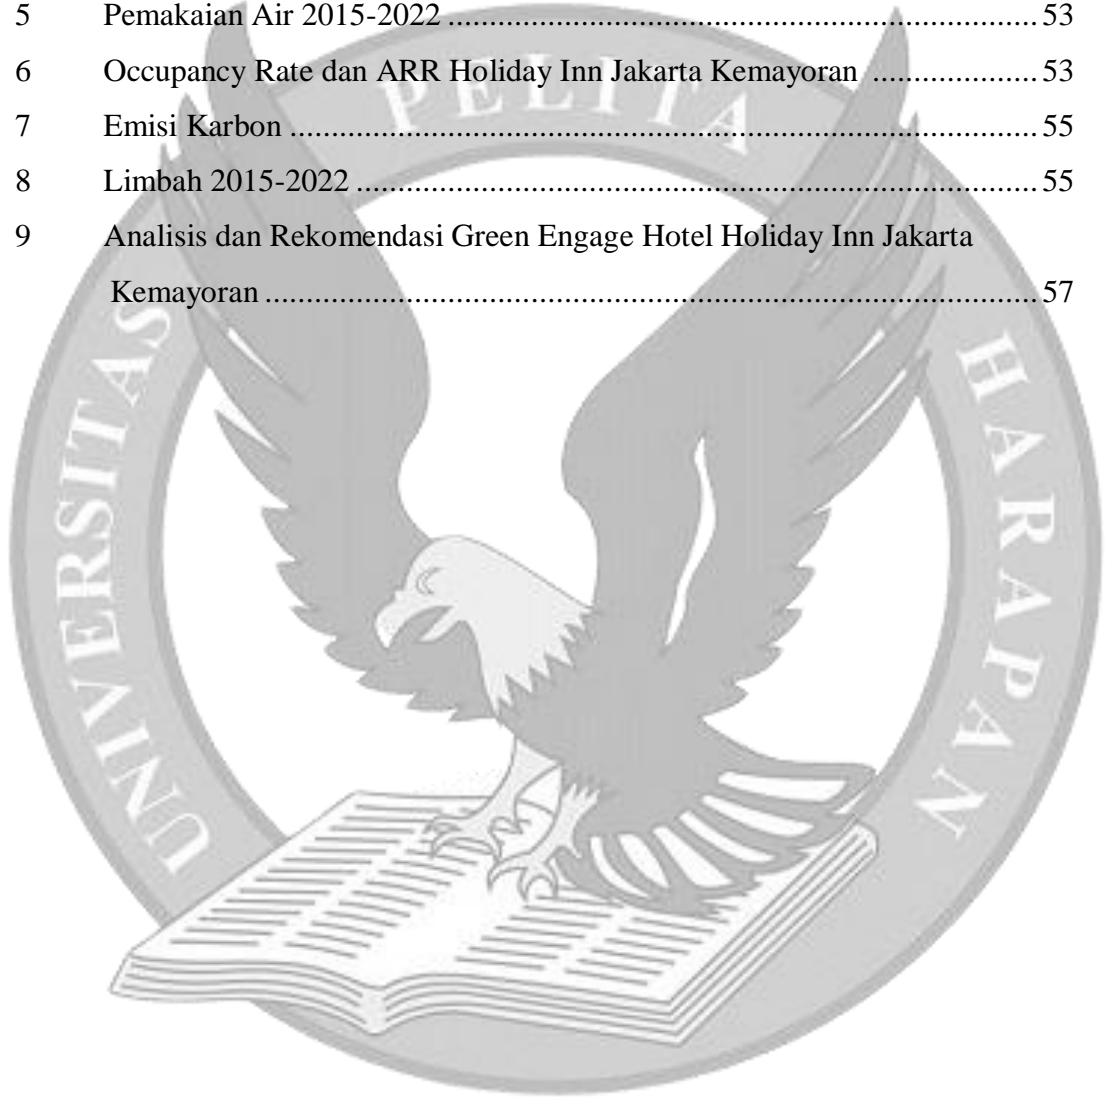 5 Pemakaian Air 2015-2022 .......... 53
6 Occupancy Rate dan ARR Holiday Inn Jakarta Kemayoran .......... 53
7 Emisi Karbon .......... 55
8 Limbah 2015-2022 .......... 55
9 Analisis dan Rekomendasi Green Engage Hotel Holiday Inn Jakarta
Kemayoran .......... 57
UNIVERSITAS PELITA HARAPAN